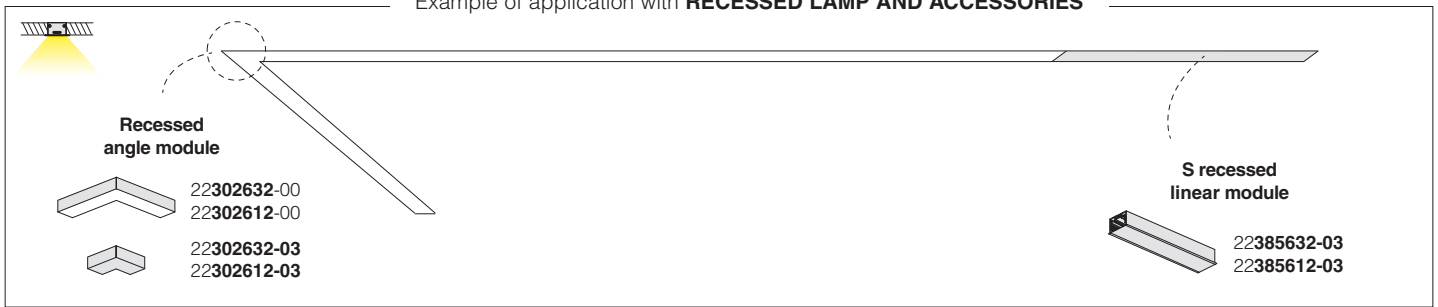 Example of application with RECESSED LAMP AND ACCESSORIES
Recessed
angle module
22302632-00
22302612-00
22302632-03
22302612-03
S recessed
linear module
22385632-03
22385612-03